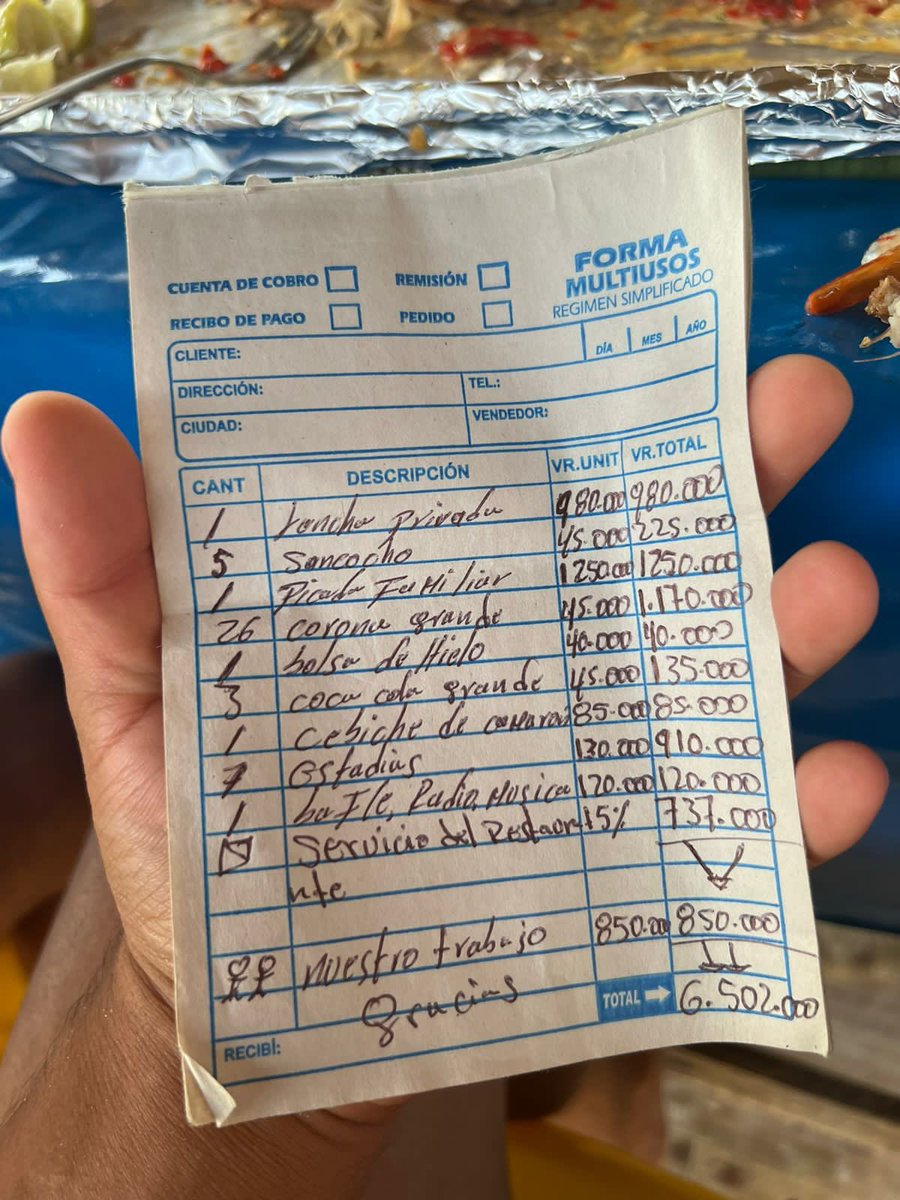 FORMA MULTIUSOS
REGIMEN SIMPLIFICADO
CUENTA DE COBRO REMISIÓN
RECIBO DE PAGO PEDIDO
CLIENTE: DÍA MES AÑO
DIRECCIÓN: TEL.:
CIUDAD: VENDEDOR:
CANT DESCRIPCIÓN VR.UNIT VR.TOTAL
1 Lancha privada 980.000 980.000
5 Sancocho 45.000 225.000
1 Picada Familiar 1250.00 1250.000
26 corona grande 45.000 1.170.000
1 bolsa de Hielo 40.000 40.000
3 coca cola grande 45.000 135.000
1 cebiche de 85.000 85.000
7 Estadias 130.000 910.000
1 bafle, Radio, Musica 120.000 120.000
Servicio del Restaura 15% 737.000
nte
nuestro trabajo 850.000 850.000
gracias
TOTAL 6.502.000
RECIBÍ: